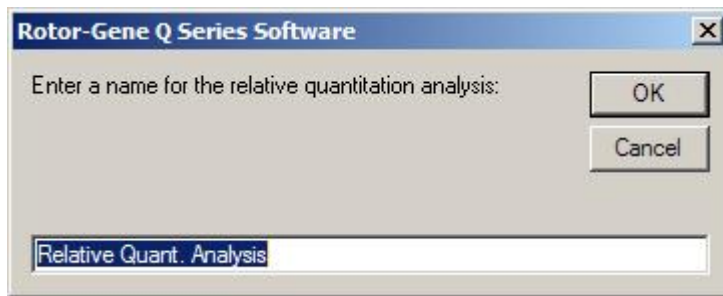 Rotor-Gene Q Series Software
Enter a name for the relative quantitation analysis:
OK
Cancel
Relative Quant. Analysis